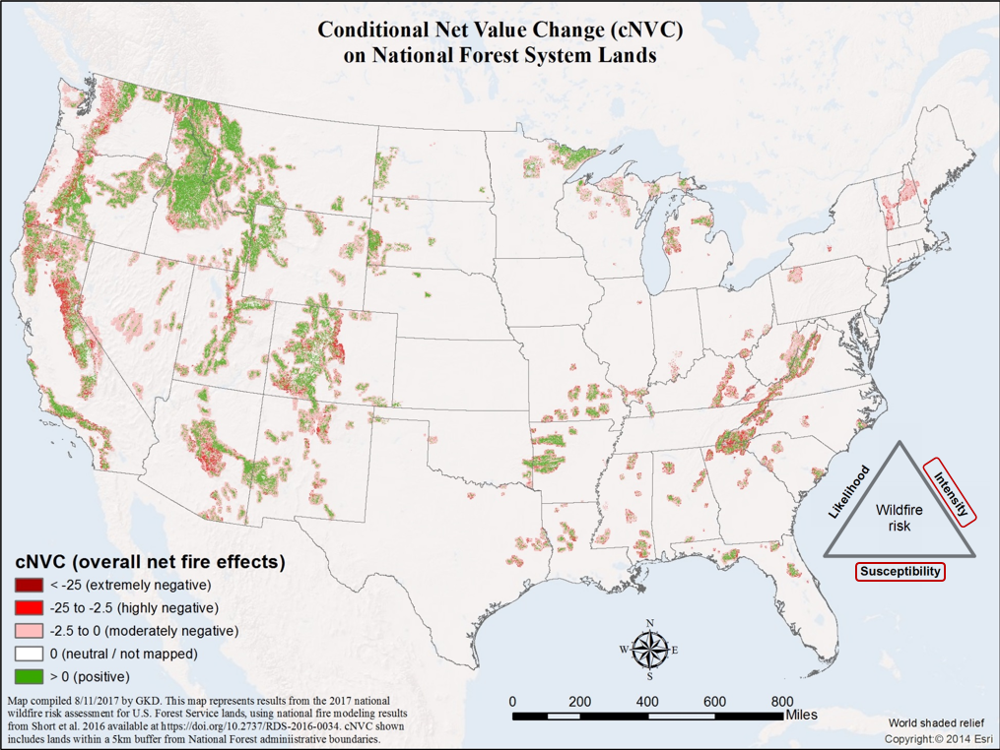 Conditional Net Value Change (cNVC)
on National Forest System Lands
Likelihood
Intensity
Wildfire
risk
Susceptibility
cNVC (overall net fire effects)
< -25 (extremely negative)
-25 to -2.5 (highly negative)
-2.5 to 0 (moderately negative)
0 (neutral / not mapped)
> 0 (positive)
N
W E
S
0 200 400 600 800
Miles
Map compiled 8/11/2017 by GKD. This map represents results from the 2017 national
wildfire risk assessment for U.S. Forest Service lands, using national fire modeling results
from Short et al. 2016 available at https://doi.org/10.2737/RDS-2016-0034. cNVC shown
includes lands within a 5km buffer from National Forest administrative boundaries.
World shaded relief
Copyright:© 2014 Esri